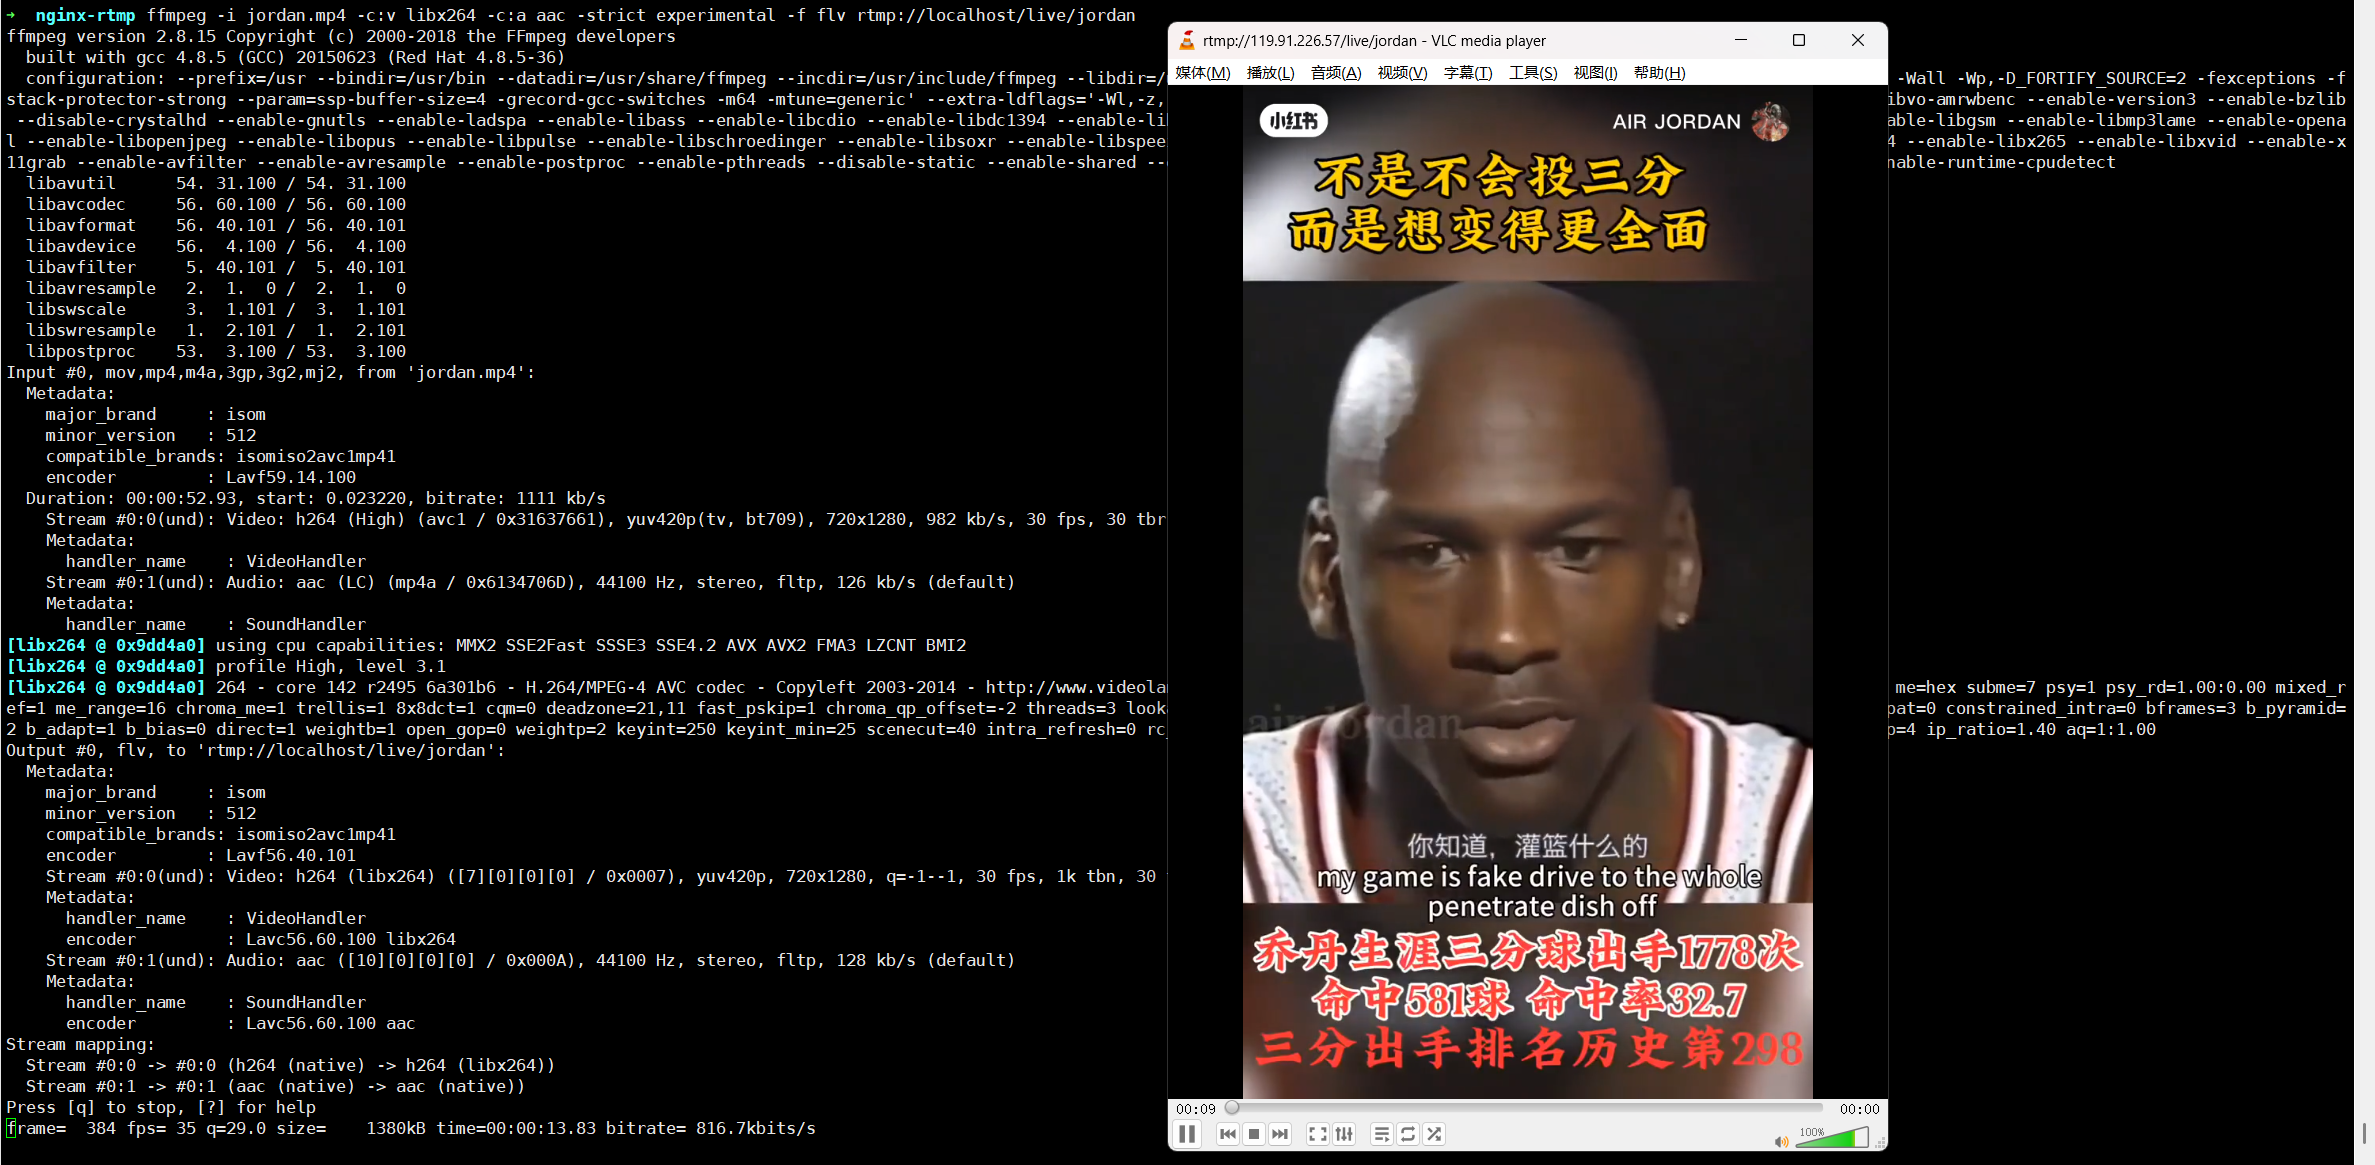 ➜  nginx-rtmp ffmpeg -i jordan.mp4 -c:v libx264 -c:a aac -strict experimental -f flv rtmp://localhost/live/jordan
ffmpeg version 2.8.15 Copyright (c) 2000-2018 the FFmpeg developers
  built with gcc 4.8.5 (GCC) 20150623 (Red Hat 4.8.5-36)
  configuration: --prefix=/usr --bindir=/usr/bin --datadir=/usr/share/ffmpeg --incdir=/usr/include/ffmpeg --libdir=/ -Wall -Wp,-D_FORTIFY_SOURCE=2 -fexceptions -f
stack-protector-strong --param=ssp-buffer-size=4 -grecord-gcc-switches -m64 -mtune=generic' --extra-ldflags='-Wl,-z, ibvo-amrwbenc --enable-version3 --enable-bzlib
 --disable-crystalhd --enable-gnutls --enable-ladspa --enable-libass --enable-libcdio --enable-libdc1394 --enable-li able-libgsm --enable-libmp3lame --enable-opena
l --enable-libopenjpeg --enable-libopus --enable-libpulse --enable-libschroedinger --enable-libsoxr --enable-libspee 4 --enable-libx265 --enable-libxvid --enable-x
11grab --enable-avfilter --enable-avresample --enable-postproc --enable-pthreads --disable-static --enable-shared -- nable-runtime-cpudetect
  libavutil      54. 31.100 / 54. 31.100
  libavcodec     56. 60.100 / 56. 60.100
  libavformat    56. 40.101 / 56. 40.101
  libavdevice    56.  4.100 / 56.  4.100
  libavfilter     5. 40.101 /  5. 40.101
  libavresample   2.  1.  0 /  2.  1.  0
  libswscale      3.  1.101 /  3.  1.101
  libswresample   1.  2.101 /  1.  2.101
  libpostproc    53.  3.100 / 53.  3.100
Input #0, mov,mp4,m4a,3gp,3g2,mj2, from 'jordan.mp4':
  Metadata:
    major_brand     : isom
    minor_version   : 512
    compatible_brands: isomiso2avc1mp41
    encoder         : Lavf59.14.100
  Duration: 00:00:52.93, start: 0.023220, bitrate: 1111 kb/s
    Stream #0:0(und): Video: h264 (High) (avc1 / 0x31637661), yuv420p(tv, bt709), 720x1280, 982 kb/s, 30 fps, 30 tbr
    Metadata:
      handler_name    : VideoHandler
    Stream #0:1(und): Audio: aac (LC) (mp4a / 0x6134706D), 44100 Hz, stereo, fltp, 126 kb/s (default)
    Metadata:
      handler_name    : SoundHandler
[libx264 @ 0x9dd4a0] using cpu capabilities: MMX2 SSE2Fast SSSE3 SSE4.2 AVX AVX2 FMA3 LZCNT BMI2
[libx264 @ 0x9dd4a0] profile High, level 3.1
[libx264 @ 0x9dd4a0] 264 - core 142 r2495 6a301b6 - H.264/MPEG-4 AVC codec - Copyleft 2003-2014 - http://www.videola me=hex subme=7 psy=1 psy_rd=1.00:0.00 mixed_r
ef=1 me_range=16 chroma_me=1 trellis=1 8x8dct=1 cqm=0 deadzone=21,11 fast_pskip=1 chroma_qp_offset=-2 threads=3 look pat=0 constrained_intra=0 bframes=3 b_pyramid=
2 b_adapt=1 b_bias=0 direct=1 weightb=1 open_gop=0 weightp=2 keyint=250 keyint_min=25 scenecut=40 intra_refresh=0 rc_ p=4 ip_ratio=1.40 aq=1:1.00
Output #0, flv, to 'rtmp://localhost/live/jordan':
  Metadata:
    major_brand     : isom
    minor_version   : 512
    compatible_brands: isomiso2avc1mp41
    encoder         : Lavf56.40.101
    Stream #0:0(und): Video: h264 (libx264) ([7][0][0][0] / 0x0007), yuv420p, 720x1280, q=-1--1, 30 fps, 1k tbn, 30
    Metadata:
      handler_name    : VideoHandler
      encoder         : Lavc56.60.100 libx264
    Stream #0:1(und): Audio: aac ([10][0][0][0] / 0x000A), 44100 Hz, stereo, fltp, 128 kb/s (default)
    Metadata:
      handler_name    : SoundHandler
      encoder         : Lavc56.60.100 aac
Stream mapping:
  Stream #0:0 -> #0:0 (h264 (native) -> h264 (libx264))
  Stream #0:1 -> #0:1 (aac (native) -> aac (native))
Press [q] to stop, [?] for help
frame=  384 fps= 35 q=29.0 size=    1380kB time=00:00:13.83 bitrate= 816.7kbits/s
rtmp://119.91.226.57/live/jordan - VLC media player
媒体(M) 播放(L) 音频(A) 视频(V) 字幕(T) 工具(S) 视图(I) 帮助(H)
小红书 AIR JORDAN
不是不会投三分
而是想变得更全面
air jordan
你知道，灌篮什么的
my game is fake drive to the whole
penetrate dish off
乔丹生涯三分球出手1778次
命中581球 命中率32.7
三分出手排名历史第298
00:09 00:00
100%